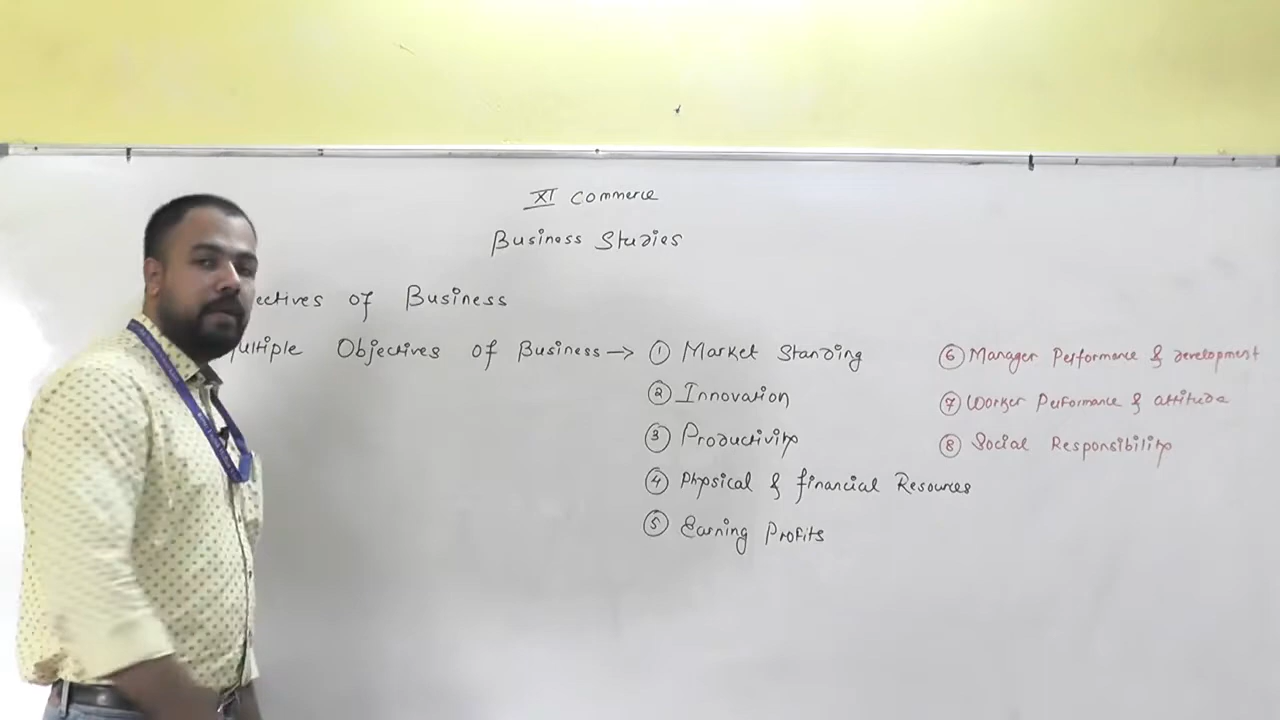 XI Commerce
Business Studies
ectives of Business
ultiple Objectives of Business → ① Market Standing
② Innovation
③ Productivity
④ Physical & financial Resources
⑤ Earning Profits
⑥ Manager Performance & development
⑦ Worker Performance & attitude
⑧ Social Responsibility